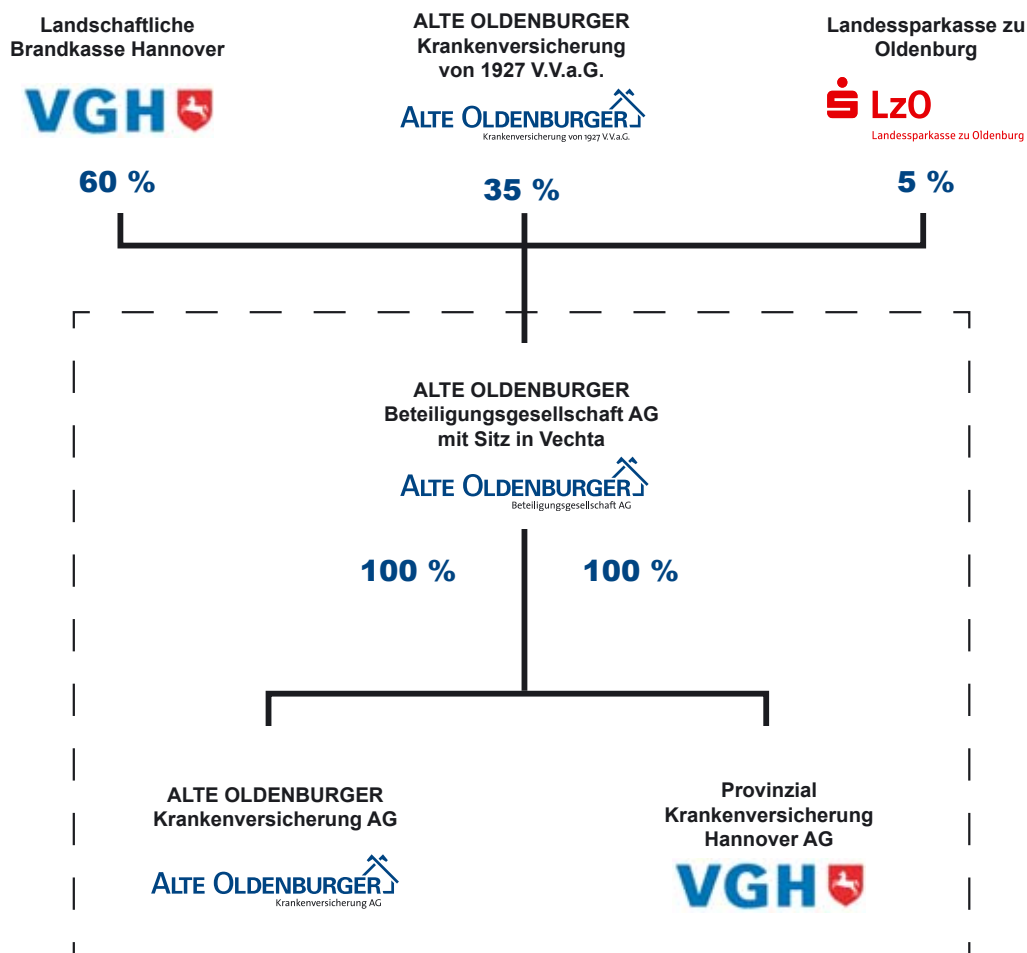 Landschaftliche
Brandkasse Hannover
VGH
60 %
ALTE OLDENBURGER
Krankenversicherung
von 1927 V.V.a.G.
ALTE OLDENBURGER
Krankenversicherung von 1927 V.V.a.G.
35 %
Landessparkasse zu
Oldenburg
LzO
Landessparkasse zu Oldenburg
5 %
ALTE OLDENBURGER
Beteiligungsgesellschaft AG
mit Sitz in Vechta
ALTE OLDENBURGER
Beteiligungsgesellschaft AG
100 %
100 %
ALTE OLDENBURGER
Krankenversicherung AG
ALTE OLDENBURGER
Krankenversicherung AG
Provinzial
Krankenversicherung
Hannover AG
VGH